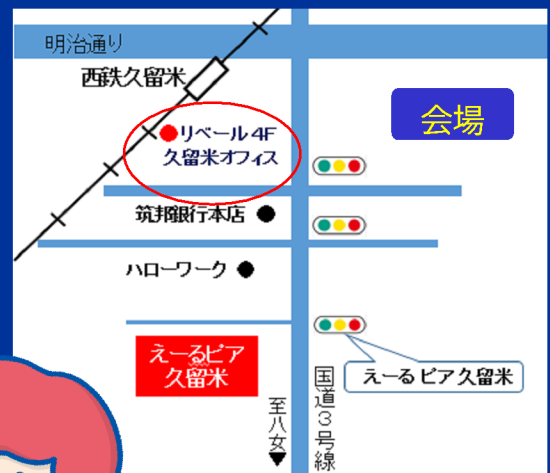 明治通り
西鉄久留米
会場
リベール4F
久留米オフィス
筑邦銀行本店
ハローワーク
えーるピア
久留米
えーるピア久留米
国道3号線
至八女